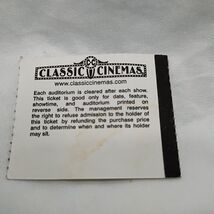 CLASSIC CINEMAS
www.classiccinemas.com
Each auditorium is cleared after each show.
This ticket is good only for date, feature,
showtime, and auditorium printed on
reverse side. The management reserves
the right to refuse admission to the holder of
this ticket by refunding the purchase price
and to determine when and where its holder
may sit.